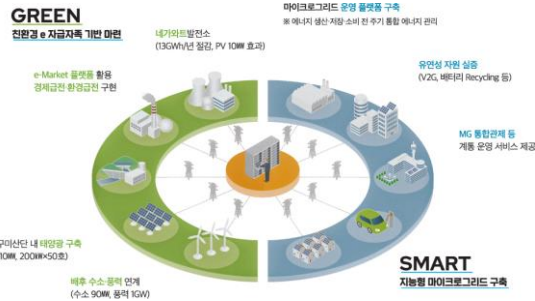 GREEN
친환경 e 자급자족 기반 마련
네가와트발전소
(13GWh/년 절감, PV 10㎿ 효과)
e-Market 플랫폼 활용
경제급전·환경급전 구현
구미산단 내 태양광 구축
10㎿, 200㎾×50호)
배후 수소·풍력 연계
(수소 90㎿, 풍력 1GW)
마이크로그리드 운영 플랫폼 구축
※ 에너지 생산·저장·소비 전 주기 통합 에너지 관리
유연성 자원 실증
(V2G, 배터리 Recycling 등)
MG 통합관제 등
계통 운영 서비스 제공
SMART
지능형 마이크로그리드 구축